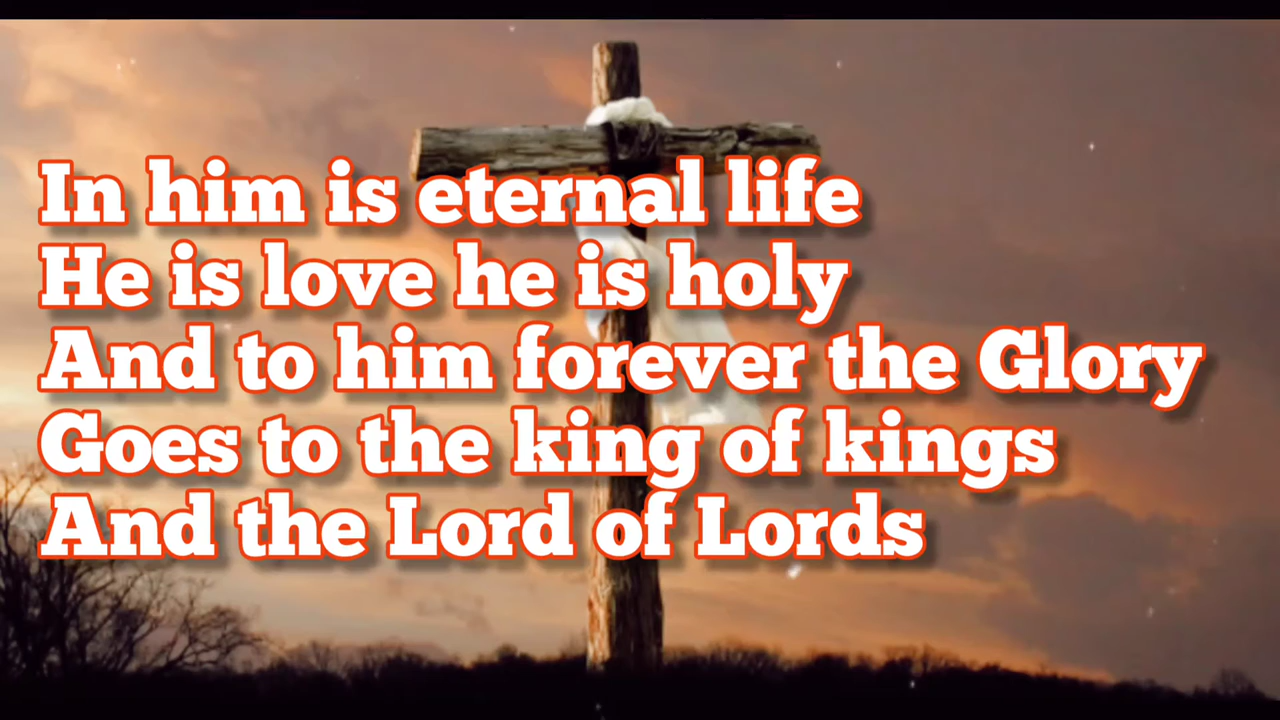 In him is eternal life
He is love he is holy
And to him forever the Glory
Goes to the king of kings
And the Lord of Lords